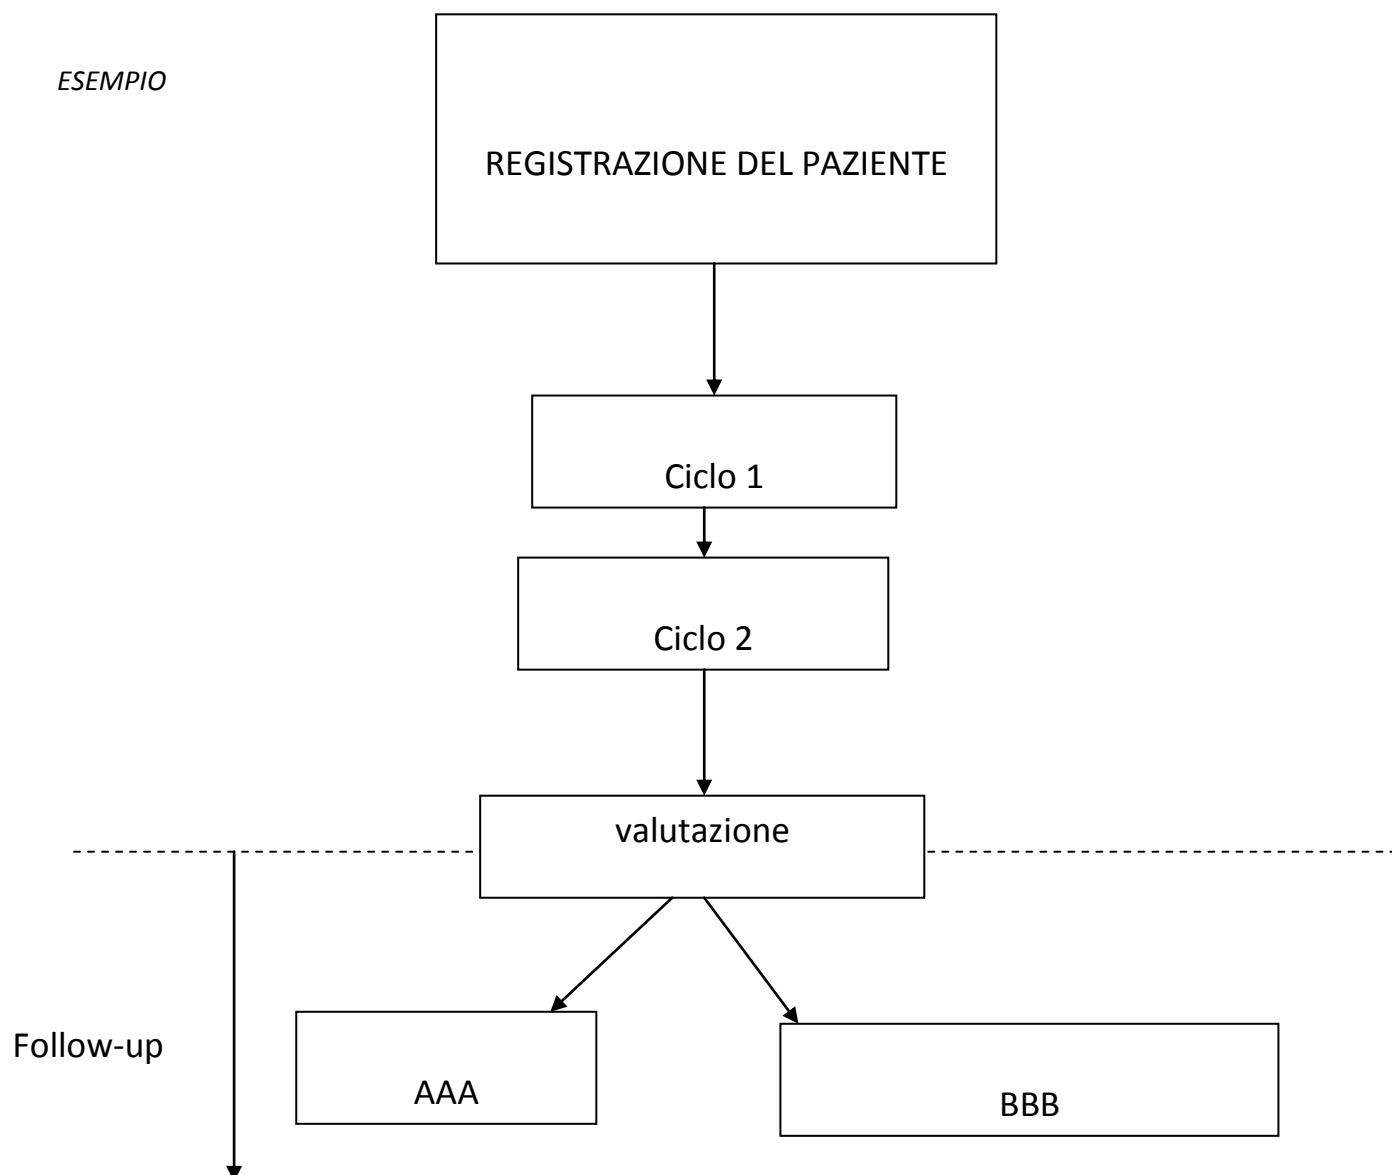 ESEMPIO
REGISTRAZIONE DEL PAZIENTE
Ciclo 1
Ciclo 2
valutazione
Follow-up
AAA
BBB